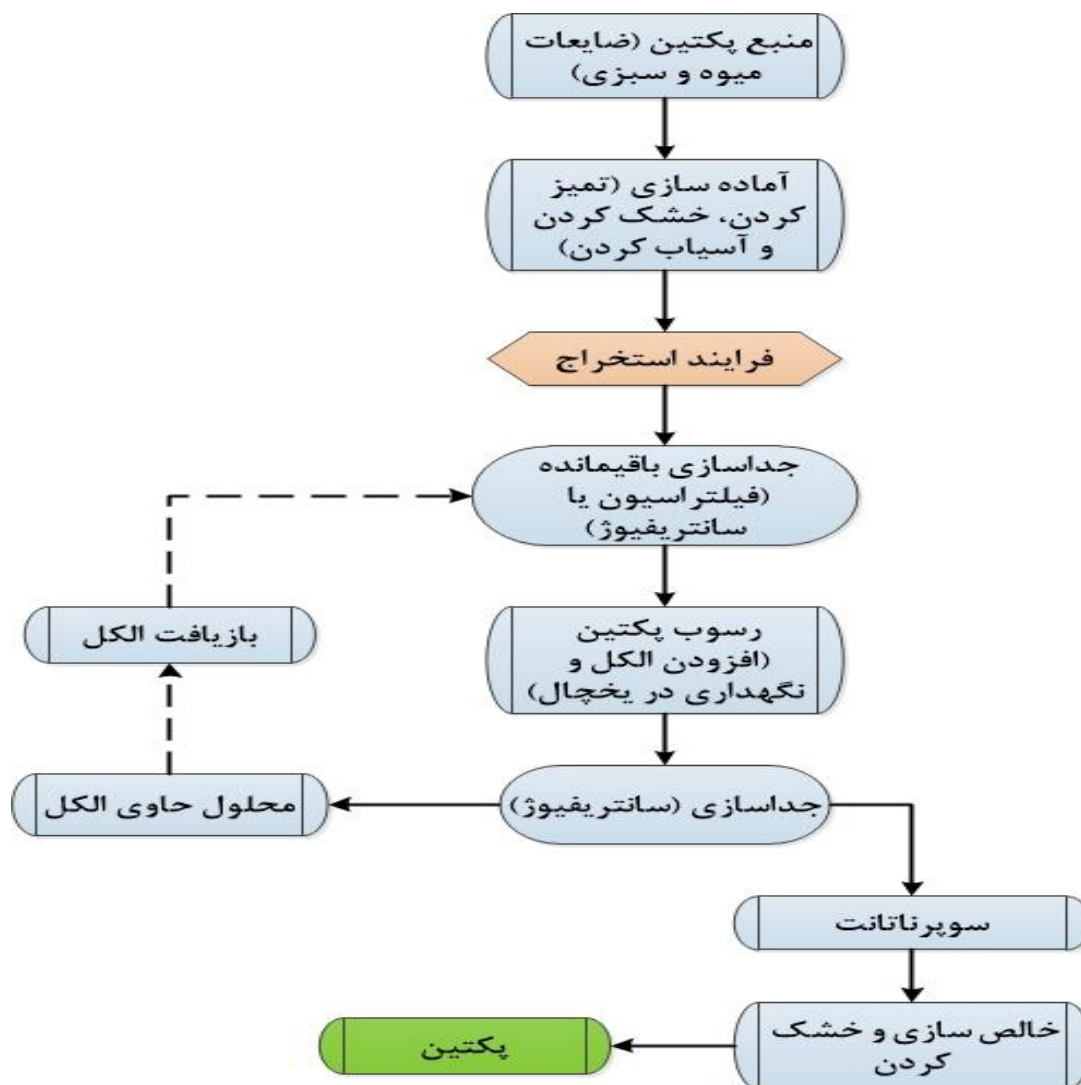 منبع پکتین (ضایعات
میوه و سبزی)
آماده سازی (تمیز
کردن، خشک کردن
و آسیاب کردن)
فرایند استخراج
جداسازی باقیمانده
(فیلتراسیون یا
سانتریفیوژ)
رسوب پکتین
(افزودن الکل و
نگهداری در یخچال)
بازیافت الکل
جداسازی (سانتریفیوژ)
محلول حاوی الکل
سوپرناتانت
خالص سازی و خشک
کردن
پکتین